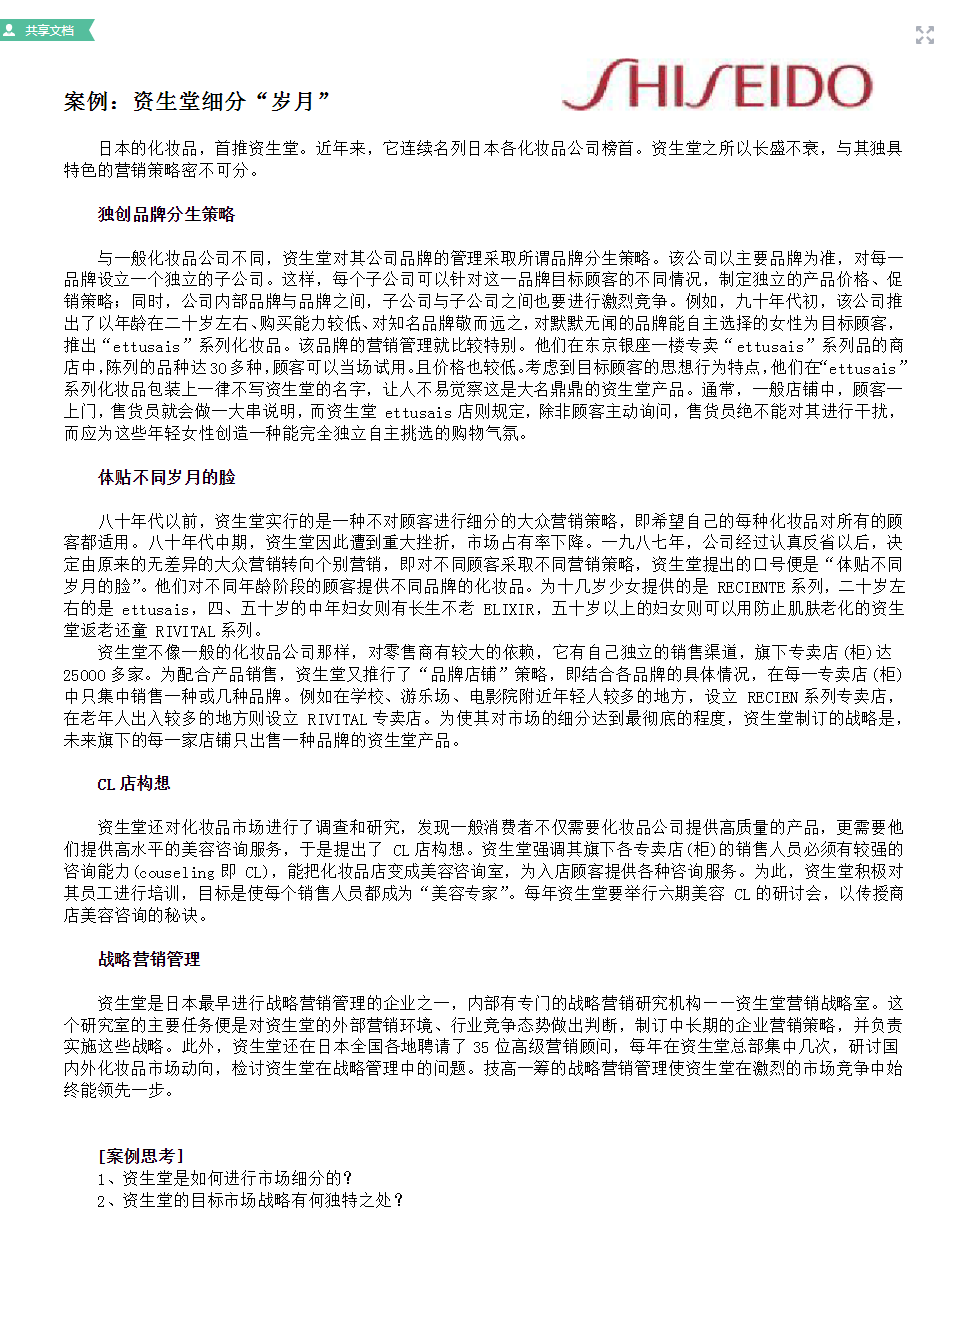 共享文档
SHISEIDO
案例：资生堂细分“岁月”
日本的化妆品，首推资生堂。近年来，它连续名列日本各化妆品公司榜首。资生堂之所以长盛不衰，与其独具
特色的营销策略密不可分。
独创品牌分生策略
与一般化妆品公司不同，资生堂对其公司品牌的管理采取所谓品牌分生策略。该公司以主要品牌为准，对每一
品牌设立一个独立的子公司。这样，每个子公司可以针对这一品牌目标顾客的不同情况，制定独立的产品价格、促
销策略；同时，公司内部品牌与品牌之间，子公司与子公司之间也要进行激烈竞争。例如，九十年代初，该公司推
出了以年龄在二十岁左右、购买能力较低、对知名品牌敬而远之，对默默无闻的品牌能自主选择的女性为目标顾客，
推出“ettusais”系列化妆品。该品牌的营销管理就比较特别。他们在东京银座一楼专卖“ettusais”系列品的商
店中，陈列的品种达30多种，顾客可以当场试用。且价格也较低。考虑到目标顾客的思想行为特点，他们在“ettusais”
系列化妆品包装上一律不写资生堂的名字，让人不易觉察这是大名鼎鼎的资生堂产品。通常，一般店铺中，顾客一
上门，售货员就会做一大串说明，而资生堂 ettusais 店则规定，除非顾客主动询问，售货员绝不能对其进行干扰，
而应为这些年轻女性创造一种能完全独立自主挑选的购物气氛。
体贴不同岁月的脸
八十年代以前，资生堂实行的是一种不对顾客进行细分的大众营销策略，即希望自己的每种化妆品对所有的顾
客都适用。八十年代中期，资生堂因此遭到重大挫折，市场占有率下降。一九八七年，公司经过认真反省以后，决
定由原来的无差异的大众营销转向个别营销，即对不同顾客采取不同营销策略，资生堂提出的口号便是“体贴不同
岁月的脸”。他们对不同年龄阶段的顾客提供不同品牌的化妆品。为十几岁少女提供的是 RECIENTE 系列，二十岁左
右的是 ettusais，四、五十岁的中年妇女则有长生不老 ELIXIR，五十岁以上的妇女则可以用防止肌肤老化的资生
堂返老还童 RIVITAL 系列。
资生堂不像一般的化妆品公司那样，对零售商有较大的依赖，它有自己独立的销售渠道，旗下专卖店(柜)达
25000 多家。为配合产品销售，资生堂又推行了“品牌店铺”策略，即结合各品牌的具体情况，在每一专卖店(柜)
中只集中销售一种或几种品牌。例如在学校、游乐场、电影院附近年轻人较多的地方，设立 RECIEN 系列专卖店，
在老年人出入较多的地方则设立 RIVITAL 专卖店。为使其对市场的细分达到最彻底的程度，资生堂制订的战略是，
未来旗下的每一家店铺只出售一种品牌的资生堂产品。
CL 店构想
资生堂还对化妆品市场进行了调查和研究，发现一般消费者不仅需要化妆品公司提供高质量的产品，更需要他
们提供高水平的美容咨询服务，于是提出了 CL 店构想。资生堂强调其旗下各专卖店(柜)的销售人员必须有较强的
咨询能力(couseling 即 CL)，能把化妆品店变成美容咨询室，为入店顾客提供各种咨询服务。为此，资生堂积极对
其员工进行培训，目标是使每个销售人员都成为“美容专家”。每年资生堂要举行六期美容 CL 的研讨会，以传授商
店美容咨询的秘诀。
战略营销管理
资生堂是日本最早进行战略营销管理的企业之一，内部有专门的战略营销研究机构——资生堂营销战略室。这
个研究室的主要任务便是对资生堂的外部营销环境、行业竞争态势做出判断，制订中长期的企业营销策略，并负责
实施这些战略。此外，资生堂还在日本全国各地聘请了 35 位高级营销顾问，每年在资生堂总部集中几次，研讨国
内外化妆品市场动向，检讨资生堂在战略管理中的问题。技高一筹的战略营销管理使资生堂在激烈的市场竞争中始
终能领先一步。
[案例思考]
1、资生堂是如何进行市场细分的？
2、资生堂的目标市场战略有何独特之处？